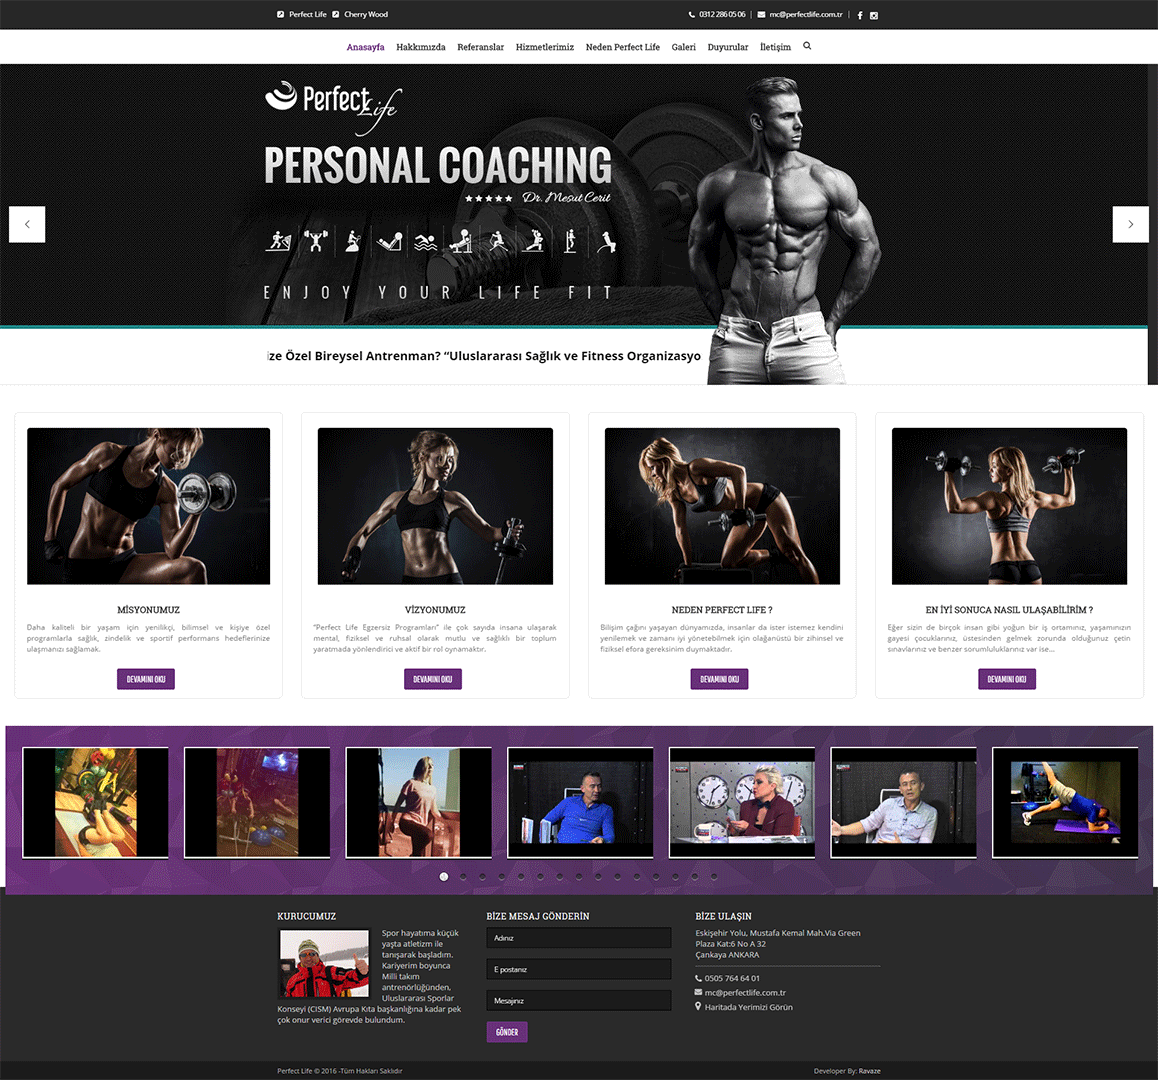 Perfect Life Cherry Wood 0312 286 05 06 | mc@perfectlife.com.tr |
Anasayfa Hakkımızda Referanslar Hizmetlerimiz Neden Perfect Life Galeri Duyurular İletişim
Perfect Life
PERSONAL COACHING
Dr. Mesut Cerit
ENJOY YOUR LIFE FIT
ize Özel Bireysel Antrenman? “Uluslararası Sağlık ve Fitness Organizasyo
MİSYONUMUZ
Daha kaliteli bir yaşam için yenilikçi, bilimsel ve kişiye özel
programlarla sağlık, zindelik ve sportif performans hedeflerinize
ulaşmanızı sağlamak.
DEVAMINI OKU
VİZYONUMUZ
“Perfect Life Egzersiz Programları” ile çok sayıda insana ulaşarak
mental, fiziksel ve ruhsal olarak mutlu ve sağlıklı bir toplum
yaratmada yönlendirici ve aktif bir rol oynamaktır.
DEVAMINI OKU
NEDEN PERFECT LIFE ?
Bilişim çağını yaşayan dünyamızda, insanlar da ister istemez kendini
yenilemek ve zamanı iyi yönetebilmek için olağanüstü bir zihinsel ve
fiziksel efora gereksinim duymaktadır.
DEVAMINI OKU
EN İYİ SONUCA NASIL ULAŞABİLİRİM ?
Eğer sizin de birçok insan gibi yoğun bir iş ortamınız, yaşamınızın
gayesi çocuklarınız, üstesinden gelmek zorunda olduğunuz çetin
sınavlarınız ve benzer sorumluluklarınız var ise...
DEVAMINI OKU
KURUCUMUZ
Spor hayatıma küçük
yaşta atletizm ile
tanışarak başladım.
Kariyerim boyunca
Milli takım
antrenörlüğünden,
Uluslararası Sporlar
Konseyi (CISM) Avrupa Kıta başkanlığına kadar pek
çok onur verici görevde bulundum.
BİZE MESAJ GÖNDERİN
Adınız
E postanız
Mesajınız
GÖNDER
BİZE ULAŞIN
Eskişehir Yolu, Mustafa Kemal Mah.Via Green
Plaza Kat:6 No A 32
Çankaya ANKARA
0505 764 64 01
mc@perfectlife.com.tr
Haritada Yerimizi Görün
Perfect Life © 2016 -Tüm Hakları Saklıdır
Developer By: Ravaze